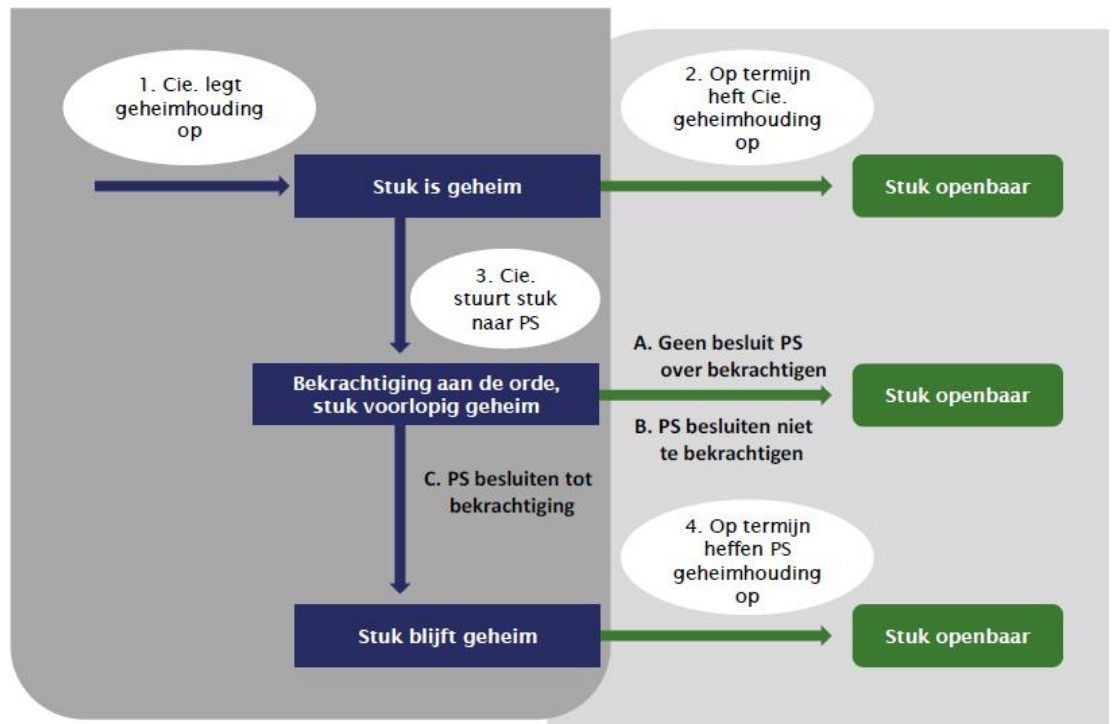 1. Cie. legt
geheimhouding
op
2. Op termijn
heft Cie.
geheimhouding
op
Stuk is geheim
Stuk openbaar
3. Cie.
stuurt stuk
naar PS
A. Geen besluit PS
over bekrachtigen
Bekrachtiging aan de orde,
stuk voorlopig geheim
Stuk openbaar
B. PS besluiten niet
te bekrachtigen
C. PS besluiten tot
bekrachtiging
4. Op termijn
heffen PS
geheimhouding
op
Stuk blijft geheim
Stuk openbaar